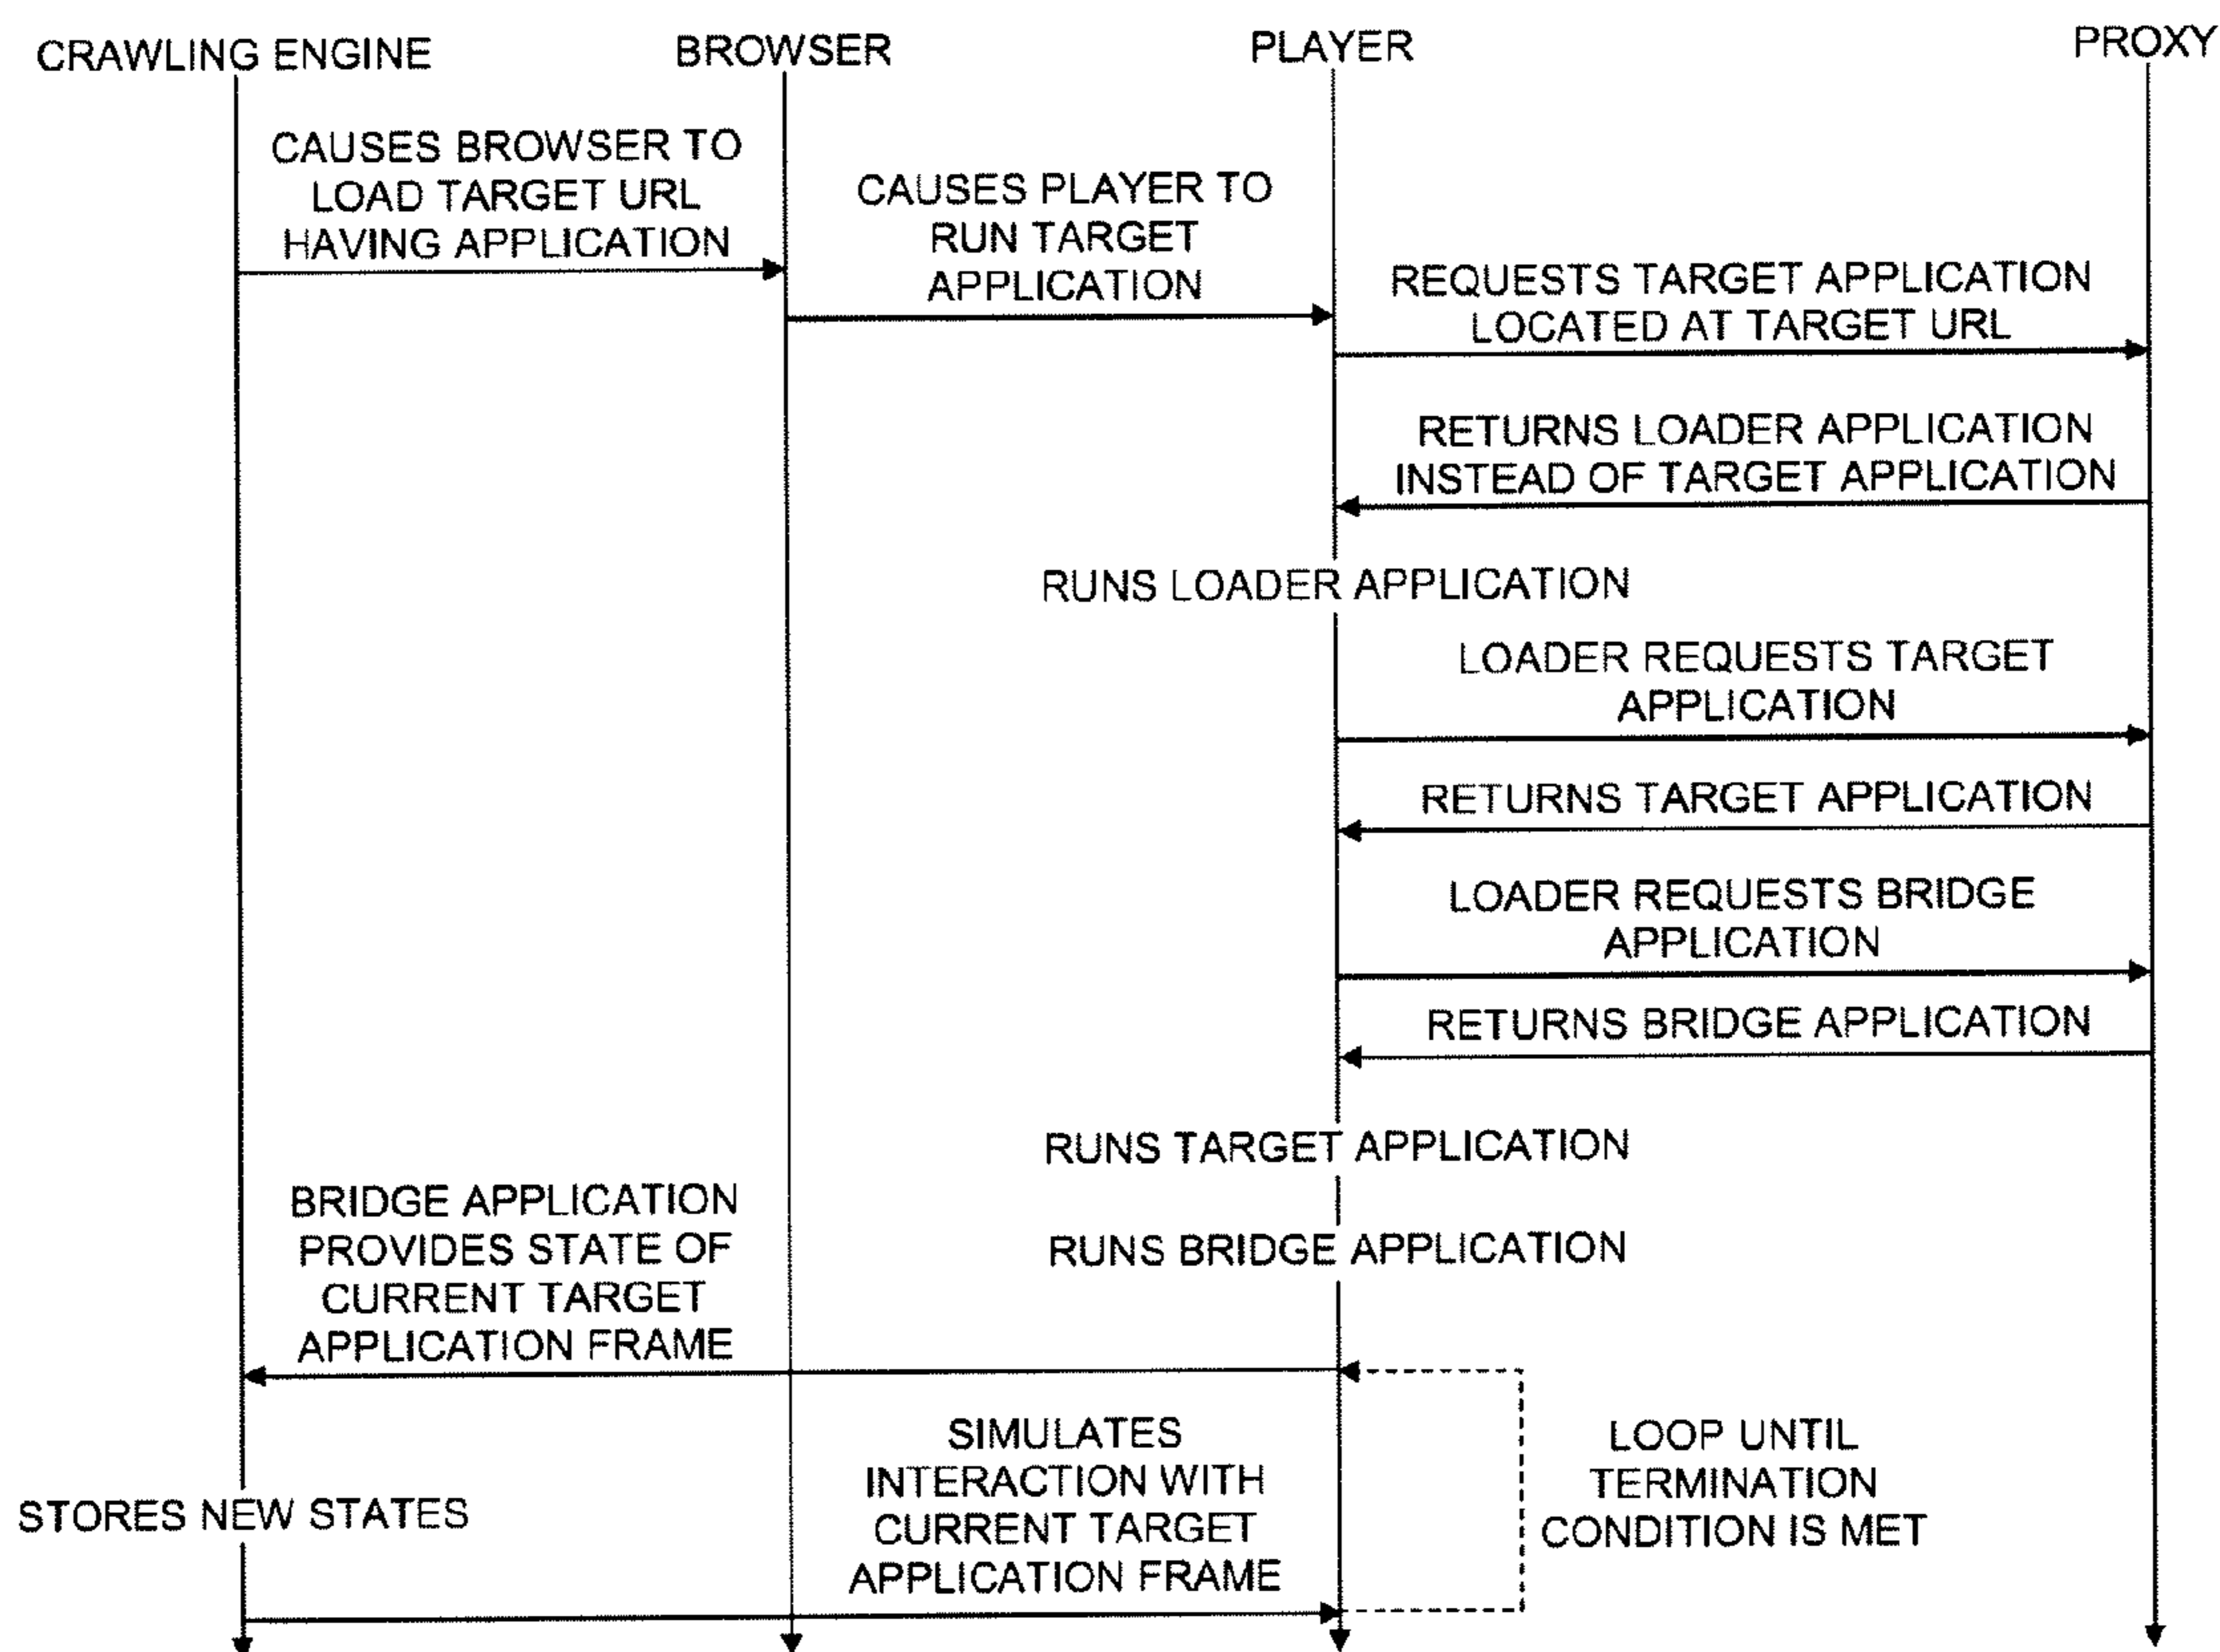 CRAWLING ENGINE
BROWSER
PLAYER
PROXY
CAUSES BROWSER TO
LOAD TARGET URL
HAVING APPLICATION
CAUSES PLAYER TO
RUN TARGET
APPLICATION
REQUESTS TARGET APPLICATION
LOCATED AT TARGET URL
RETURNS LOADER APPLICATION
INSTEAD OF TARGET APPLICATION
RUNS LOADER APPLICATION
LOADER REQUESTS TARGET
APPLICATION
RETURNS TARGET APPLICATION
LOADER REQUESTS BRIDGE
APPLICATION
RETURNS BRIDGE APPLICATION
RUNS TARGET APPLICATION
RUNS BRIDGE APPLICATION
BRIDGE APPLICATION
PROVIDES STATE OF
CURRENT TARGET
APPLICATION FRAME
STORES NEW STATES
SIMULATES
INTERACTION WITH
CURRENT TARGET
APPLICATION FRAME
LOOP UNTIL
TERMINATION
CONDITION IS MET